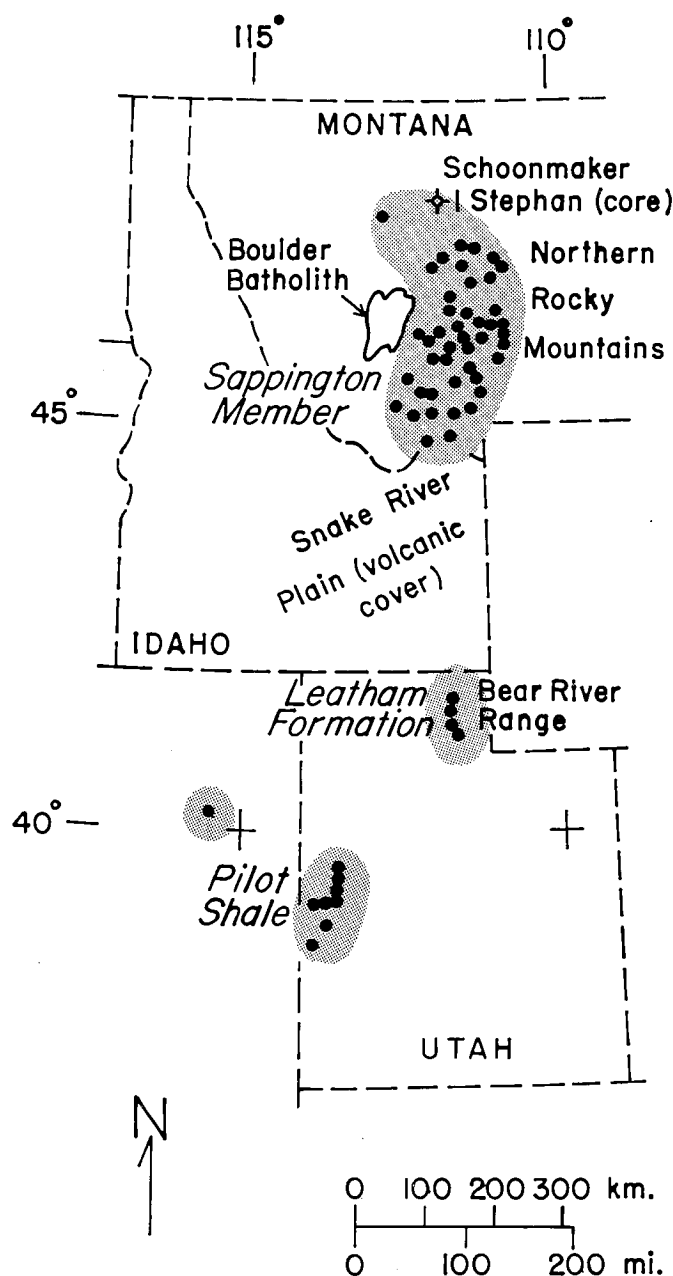 115° 110°
MONTANA
Schoonmaker
1 Stephan (core)
Boulder
Batholith
Northern
Rocky
Mountains
Sappington
Member
45°
Snake River
Plain (volcanic
cover)
IDAHO
Leatham
Formation
Bear River
Range
40°
Pilot
Shale
UTAH
N
0 100 200 300 km.
0 100 200 mi.